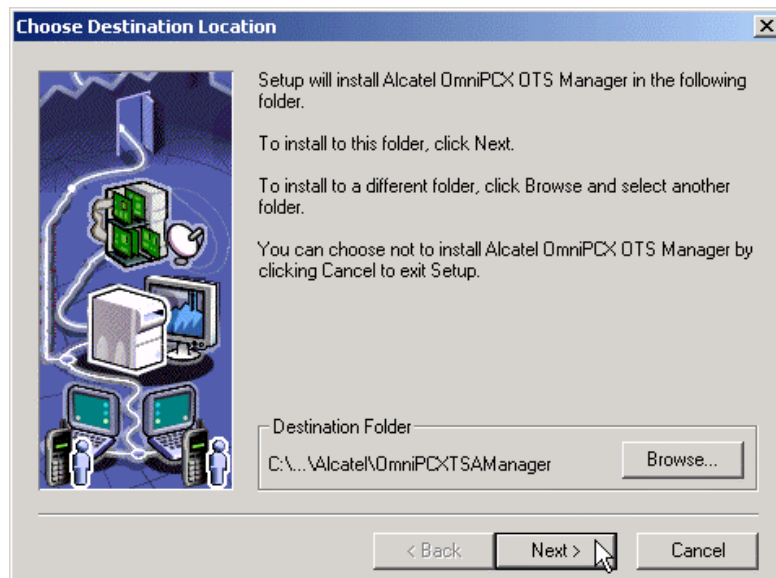 Choose Destination Location
Setup will install Alcatel OmniPCX OTS Manager in the following
folder.
To install to this folder, click Next.
To install to a different folder, click Browse and select another
folder.
You can choose not to install Alcatel OmniPCX OTS Manager by
clicking Cancel to exit Setup.
Destination Folder
C:\...\Alcatel\OmniPCXTSAManager
Browse...
< Back
Next >
Cancel